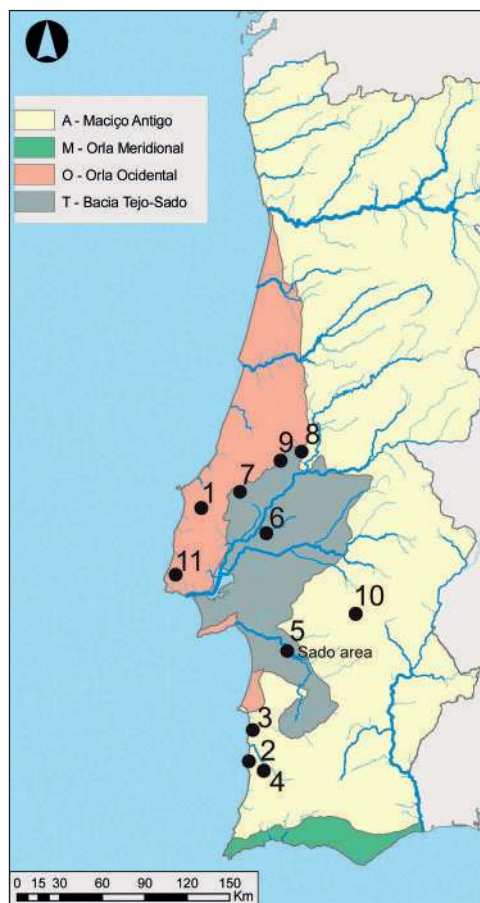 A - Maciço Antigo
M - Orla Meridional
O - Orla Ocidental
T - Bacia Tejo-Sado
8
9
7
1
6
11
10
5
Sado area
3
2
4
0 15 30 60 90 120 150
Km